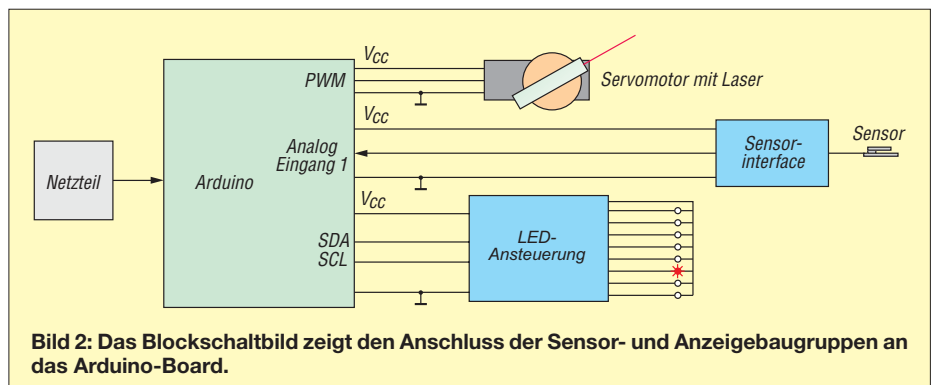 VCC
PWM
Servomotor mit Laser
VCC
Analog
Eingang 1
Sensor-
interface
Sensor
Netzteil
Arduino
VCC
SDA
SCL
LED-
Ansteuerung
Bild 2: Das Blockschaltbild zeigt den Anschluss der Sensor- und Anzeigebaugruppen an
das Arduino-Board.